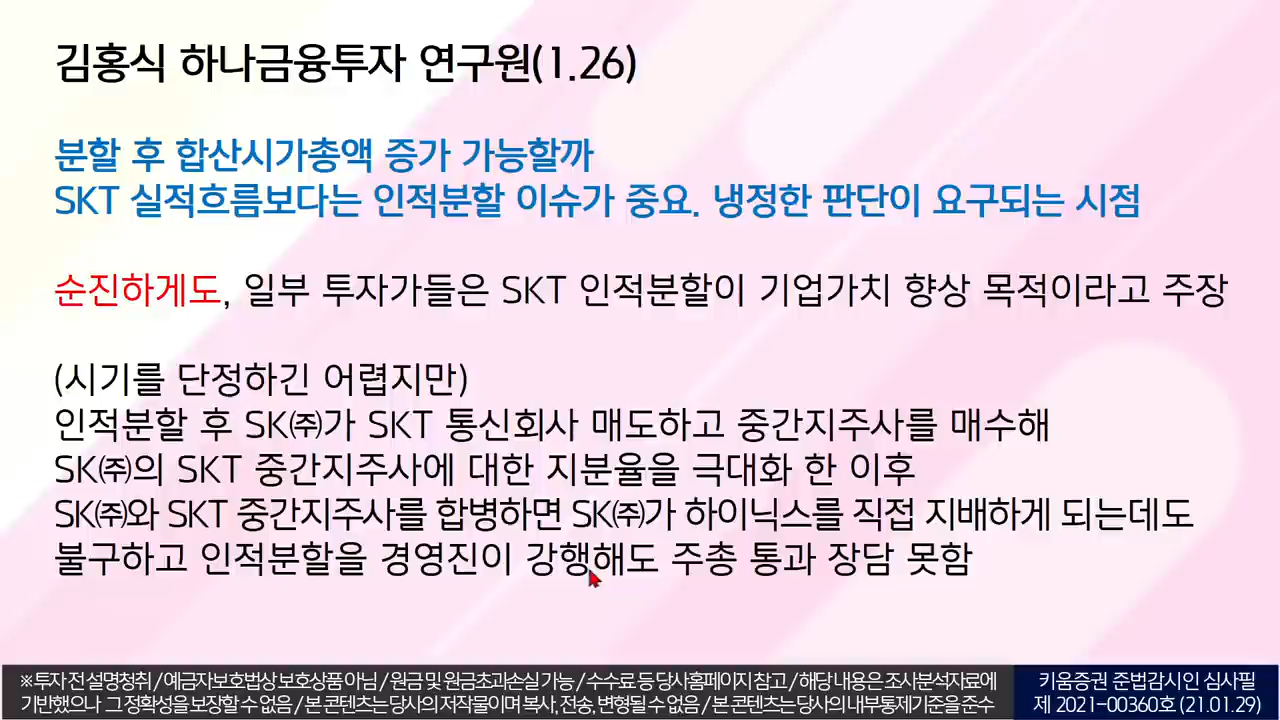 김홍식 하나금융투자 연구원(1.26)
분할 후 합산시가총액 증가 가능할까
SKT 실적흐름보다는 인적분할 이슈가 중요. 냉정한 판단이 요구되는 시점
순진하게도, 일부 투자가들은 SKT 인적분할이 기업가치 향상 목적이라고 주장
(시기를 단정하긴 어렵지만)
인적분할 후 SK㈜가 SKT 통신회사 매도하고 중간지주사를 매수해
SK㈜의 SKT 중간지주사에 대한 지분율을 극대화 한 이후
SK㈜와 SKT 중간지주사를 합병하면 SK㈜가 하이닉스를 직접 지배하게 되는데도
불구하고 인적분할을 경영진이 강행해도 주총 통과 장담 못함
※ 투자 전 설명청취 / 예금자보호법상 보호상품 아님 / 원금 및 원금초과손실 가능 / 수수료 등 당사홈페이지 참고 / 해당 내용은 조사분석자료에
기반했으나 그 정확성을 보장할 수 없음 / 본 콘텐츠는 당사의 저작물이며 복사, 전송, 변형될 수 없음 / 본 콘텐츠는 당사의 내부통제기준을 준수
키움증권 준법감시인 심사필
제 2021-00360호 (21.01.29)